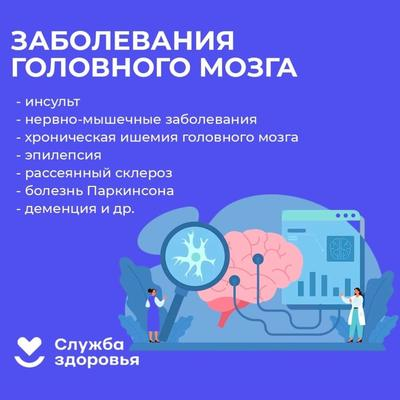 ЗАБОЛЕВАНИЯ
ГОЛОВНОГО МОЗГА
- инсульт
- нервно-мышечные заболевания
- хроническая ишемия головного мозга
- эпилепсия
- рассеянный склероз
- болезнь Паркинсона
- деменция и др.
Служба
здоровья